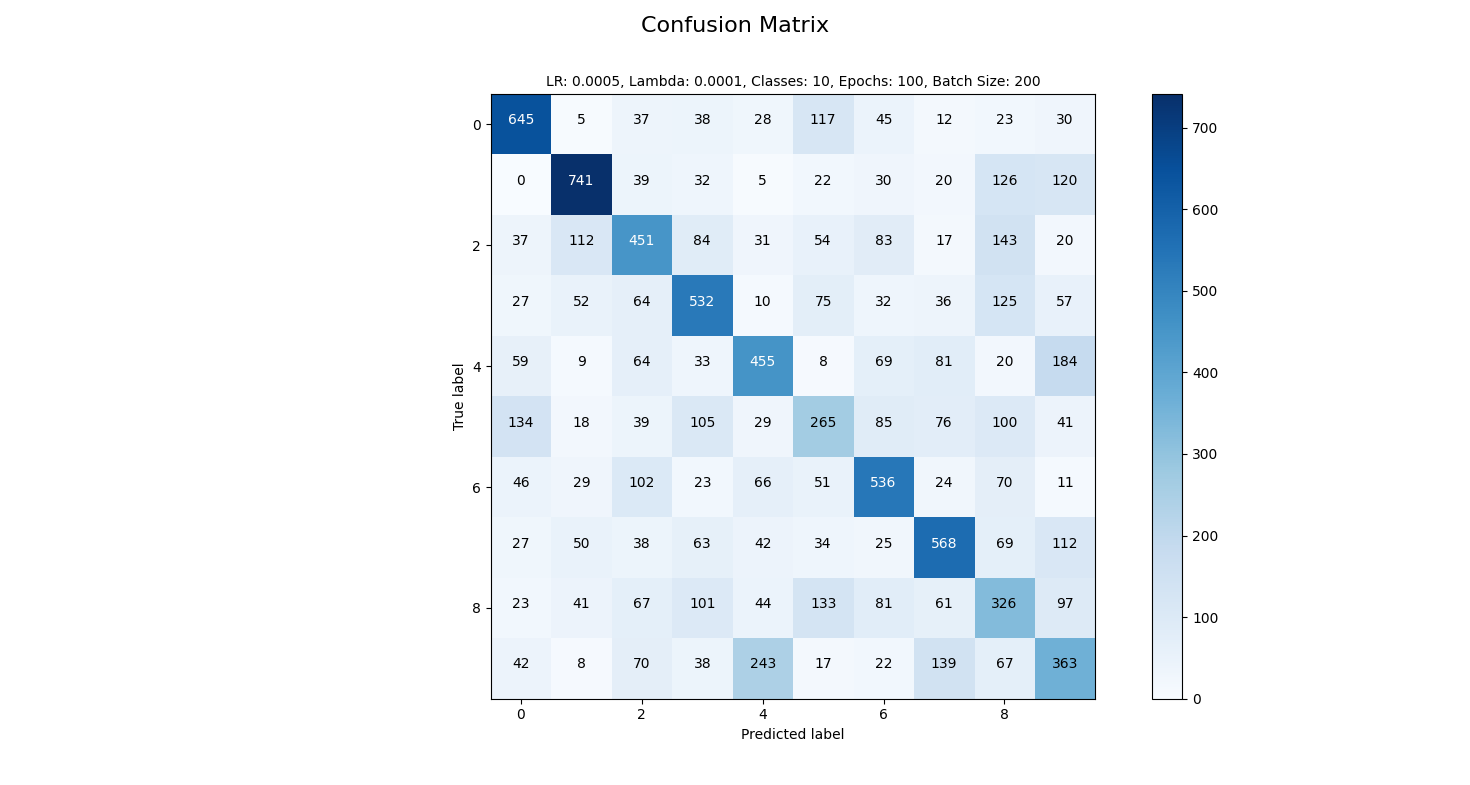 Confusion Matrix
LR: 0.0005, Lambda: 0.0001, Classes: 10, Epochs: 100, Batch Size: 200
0 645 5 37 38 28 117 45 12 23 30
0 741 39 32 5 22 30 20 126 120
2 37 112 451 84 31 54 83 17 143 20
27 52 64 532 10 75 32 36 125 57
4 59 9 64 33 455 8 69 81 20 184
134 18 39 105 29 265 85 76 100 41
6 46 29 102 23 66 51 536 24 70 11
27 50 38 63 42 34 25 568 69 112
8 23 41 67 101 44 133 81 61 326 97
42 8 70 38 243 17 22 139 67 363
0 2 4 6 8
Predicted label
True label
700
600
500
400
300
200
100
0